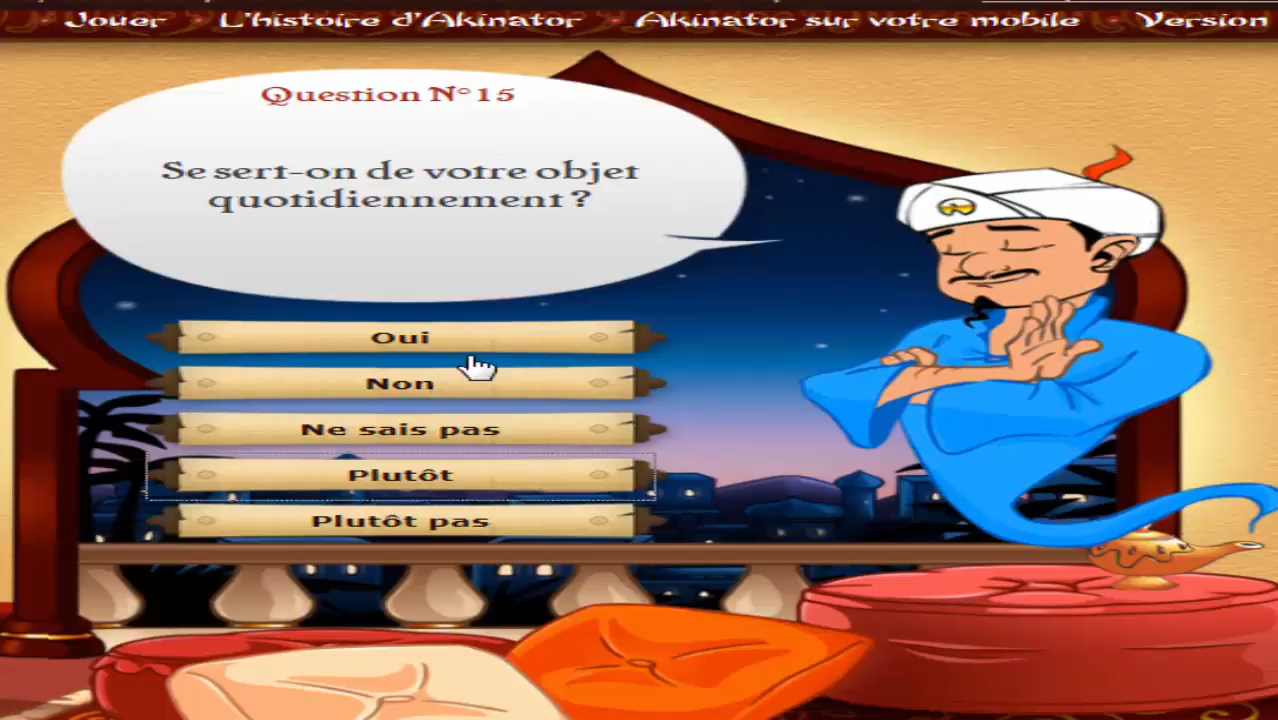 Jouer • L'histoire d'Akinator • Akinator sur votre mobile • Version
Question N°15
Se sert-on de votre objet
quotidiennement ?
Oui
Non
Ne sais pas
Plutôt
Plutôt pas